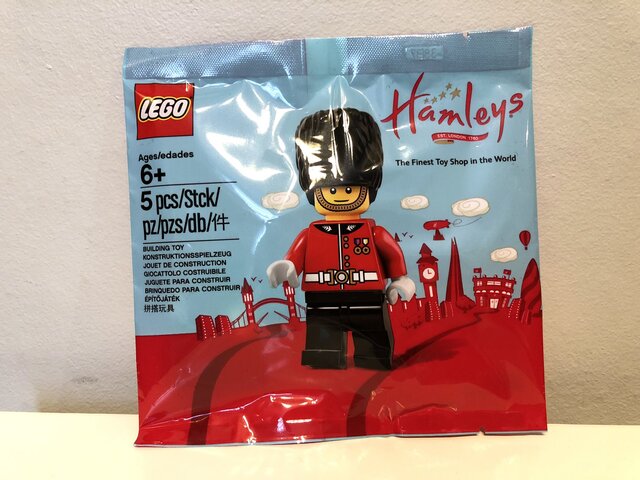 LEGO
Ages/edades
6+
5 pcs/Stck/
pz/pzs/db/件
BUILDING TOY
KONSTRUKTIONSSPIELZEUG
JOUET DE CONSTRUCTION
GIOCATTOLO COSTRUIBILE
JUGUETE PARA CONSTRUIR
BRINQUEDO PARA CONSTRUIR
ÉPÍTŐJÁTÉK
拼搭玩具
Hamleys
EST. LONDON, 1760
The Finest Toy Shop in the World